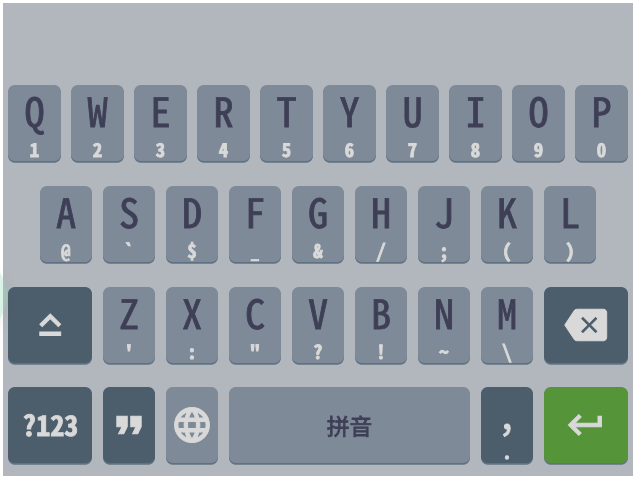 Q W E R T Y U I O P
1 2 3 4 5 6 7 8 9 0
A S D F G H J K L
@ ` $ _ & / ; ( )
Z X C V B N M
' : " ? ! ~ \
?123 ❞ 拼音 ,
.